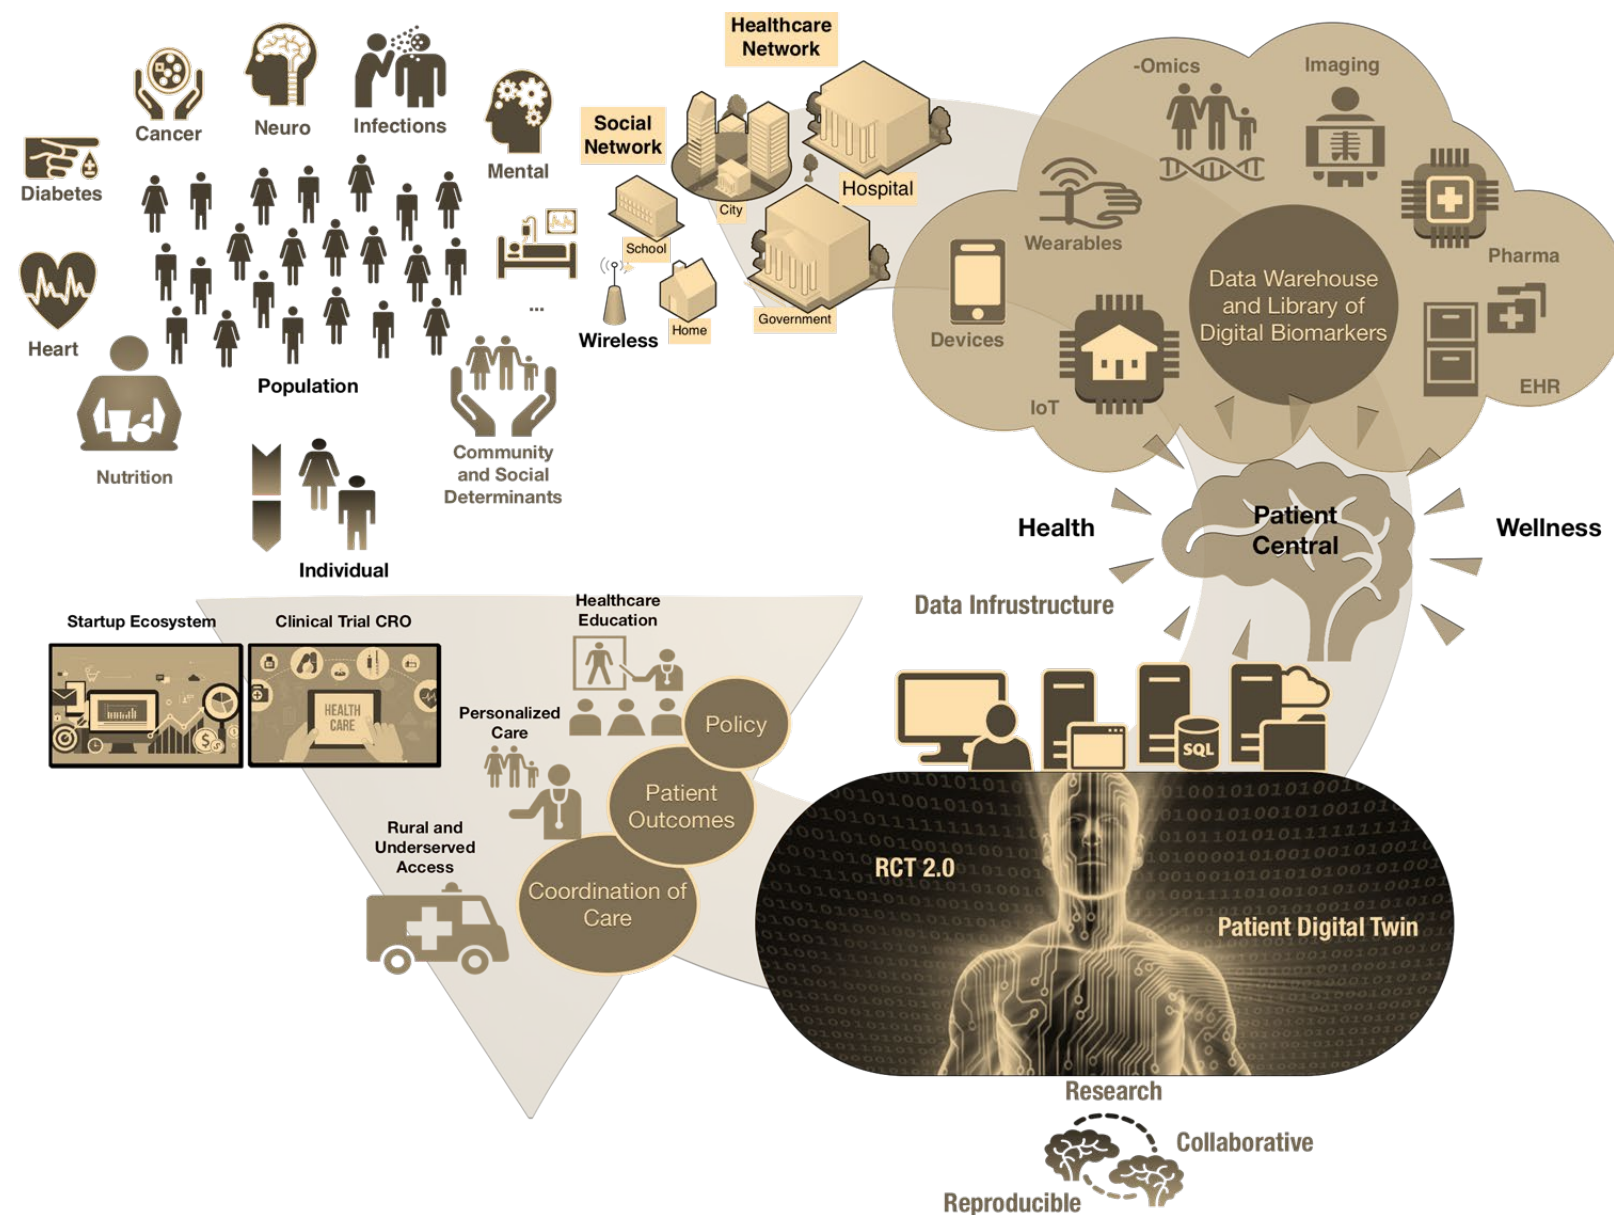 Healthcare
Network
Cancer
Neuro
Infections
Mental
Diabetes
Heart
Nutrition
Population
...
Community
and Social
Determinants
Individual
Social
Network
School
City
Hospital
Government
Home
Wireless
-Omics
Imaging
Wearables
Devices
IoT
Pharma
EHR
Data Warehouse
and Library of
Digital Biomarkers
Health
Patient
Central
Wellness
Data Infrustructure
SQL
Startup Ecosystem
Clinical Trial CRO
HEALTH
CARE
Healthcare
Education
Personalized
Care
Rural and
Underserved
Access
Policy
Patient
Outcomes
Coordination of
Care
RCT 2.0
Patient Digital Twin
Research
Collaborative
Reproducible